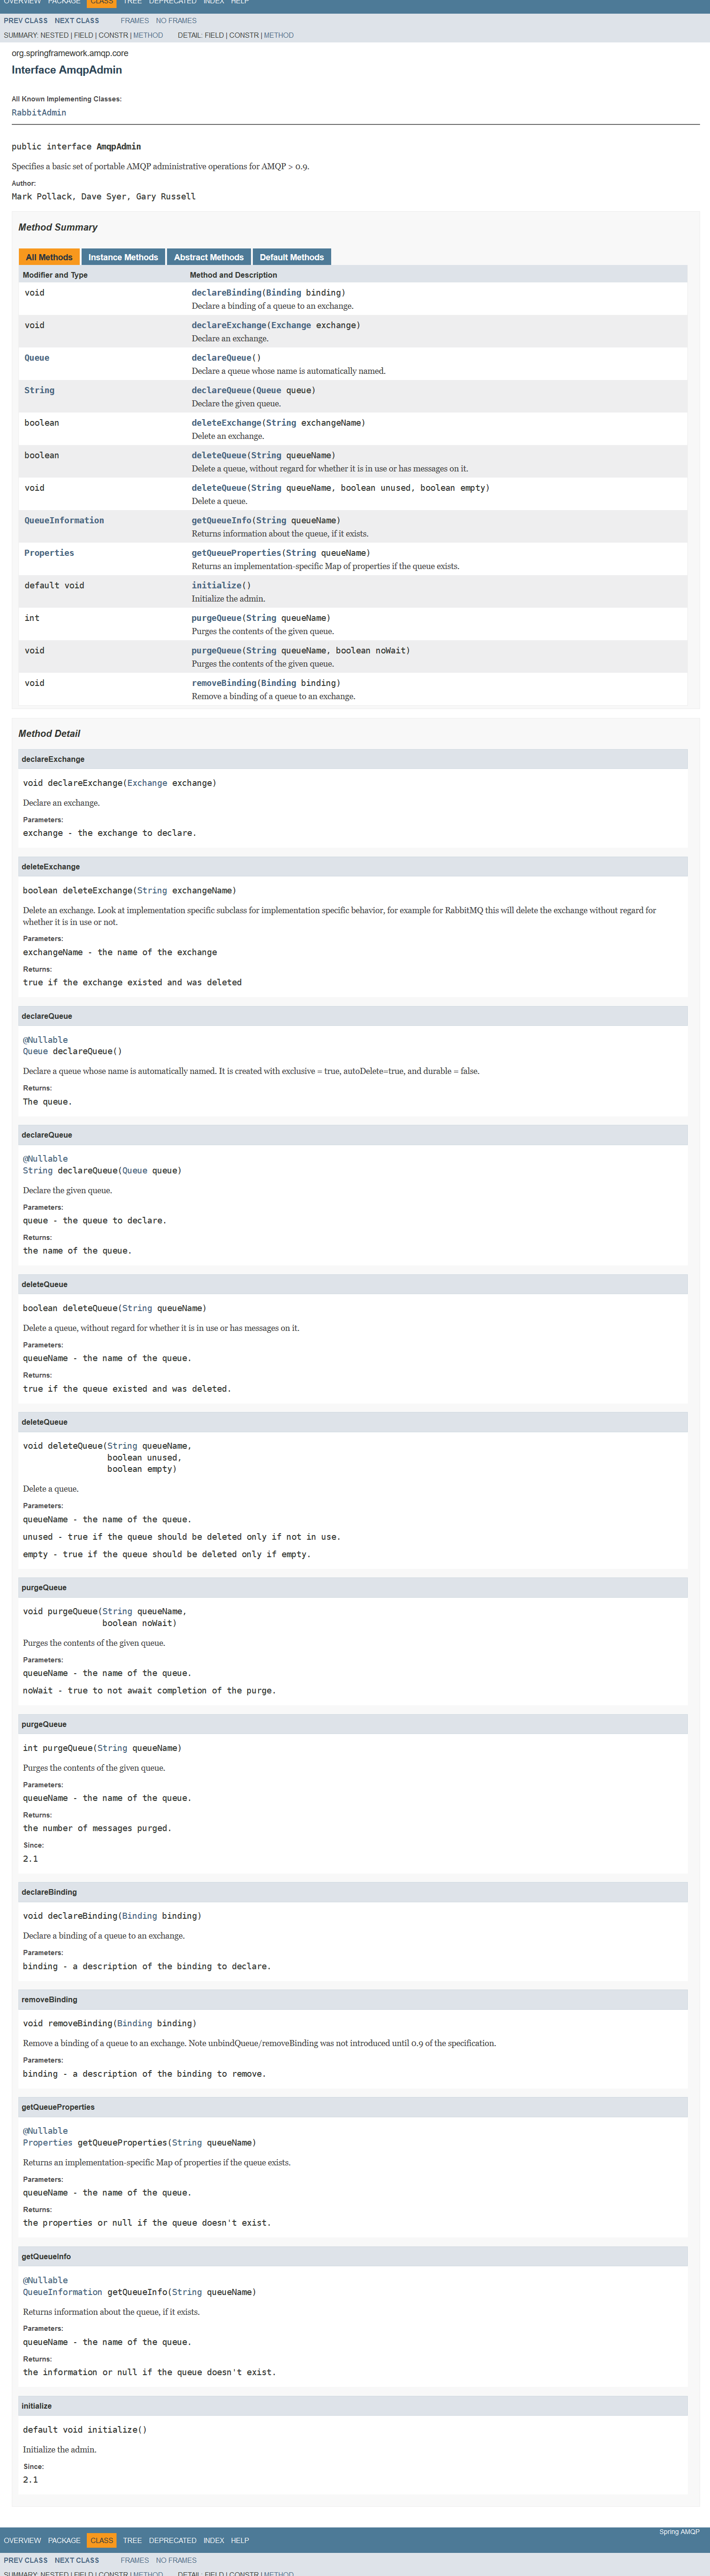 OVERVIEW PACKAGE CLASS TREE DEPRECATED INDEX HELP
PREV CLASS NEXT CLASS FRAMES NO FRAMES
SUMMARY: NESTED | FIELD | CONSTR | METHOD DETAIL: FIELD | CONSTR | METHOD
org.springframework.amqp.core
Interface AmqpAdmin
All Known Implementing Classes:
RabbitAdmin
public interface AmqpAdmin
Specifies a basic set of portable AMQP administrative operations for AMQP > 0.9.
Author:
Mark Pollack, Dave Syer, Gary Russell
Method Summary
All Methods Instance Methods Abstract Methods Default Methods
Modifier and Type Method and Description
void declareBinding(Binding binding)
Declare a binding of a queue to an exchange.
void declareExchange(Exchange exchange)
Declare an exchange.
Queue declareQueue()
Declare a queue whose name is automatically named.
String declareQueue(Queue queue)
Declare the given queue.
boolean deleteExchange(String exchangeName)
Delete an exchange.
boolean deleteQueue(String queueName)
Delete a queue, without regard for whether it is in use or has messages on it.
void deleteQueue(String queueName, boolean unused, boolean empty)
Delete a queue.
QueueInformation getQueueInfo(String queueName)
Returns information about the queue, if it exists.
Properties getQueueProperties(String queueName)
Returns an implementation-specific Map of properties if the queue exists.
default void initialize()
Initialize the admin.
int purgeQueue(String queueName)
Purges the contents of the given queue.
void purgeQueue(String queueName, boolean noWait)
Purges the contents of the given queue.
void removeBinding(Binding binding)
Remove a binding of a queue to an exchange.
Method Detail
declareExchange
void declareExchange(Exchange exchange)
Declare an exchange.
Parameters:
exchange - the exchange to declare.
deleteExchange
boolean deleteExchange(String exchangeName)
Delete an exchange. Look at implementation specific subclass for implementation specific behavior, for example for RabbitMQ this will delete the exchange without regard for
whether it is in use or not.
Parameters:
exchangeName - the name of the exchange
Returns:
true if the exchange existed and was deleted
declareQueue
@Nullable
Queue declareQueue()
Declare a queue whose name is automatically named. It is created with exclusive = true, autoDelete=true, and durable = false.
Returns:
The queue.
declareQueue
@Nullable
String declareQueue(Queue queue)
Declare the given queue.
Parameters:
queue - the queue to declare.
Returns:
the name of the queue.
deleteQueue
boolean deleteQueue(String queueName)
Delete a queue, without regard for whether it is in use or has messages on it.
Parameters:
queueName - the name of the queue.
Returns:
true if the queue existed and was deleted.
deleteQueue
void deleteQueue(String queueName,
boolean unused,
boolean empty)
Delete a queue.
Parameters:
queueName - the name of the queue.
unused - true if the queue should be deleted only if not in use.
empty - true if the queue should be deleted only if empty.
purgeQueue
void purgeQueue(String queueName,
boolean noWait)
Purges the contents of the given queue.
Parameters:
queueName - the name of the queue.
noWait - true to not await completion of the purge.
purgeQueue
int purgeQueue(String queueName)
Purges the contents of the given queue.
Parameters:
queueName - the name of the queue.
Returns:
the number of messages purged.
Since:
2.1
declareBinding
void declareBinding(Binding binding)
Declare a binding of a queue to an exchange.
Parameters:
binding - a description of the binding to declare.
removeBinding
void removeBinding(Binding binding)
Remove a binding of a queue to an exchange. Note unbindQueue/removeBinding was not introduced until 0.9 of the specification.
Parameters:
binding - a description of the binding to remove.
getQueueProperties
@Nullable
Properties getQueueProperties(String queueName)
Returns an implementation-specific Map of properties if the queue exists.
Parameters:
queueName - the name of the queue.
Returns:
the properties or null if the queue doesn't exist.
getQueueInfo
@Nullable
QueueInformation getQueueInfo(String queueName)
Returns information about the queue, if it exists.
Parameters:
queueName - the name of the queue.
Returns:
the information or null if the queue doesn't exist.
initialize
default void initialize()
Initialize the admin.
Since:
2.1
Spring AMQP
OVERVIEW PACKAGE CLASS TREE DEPRECATED INDEX HELP
PREV CLASS NEXT CLASS FRAMES NO FRAMES
SUMMARY: NESTED | FIELD | CONSTR | METHOD DETAIL: FIELD | CONSTR | METHOD